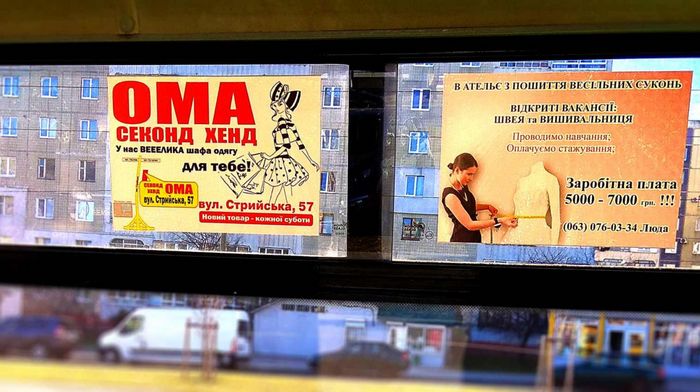 ОМА
СЕКОНД ХЕНД
У нас ВЕЕЕЛИКА шафа одягу
для тебе!
СЕКОНД ХЕНД ОМА
вул. Стрийська, 57
вул. Стрийська, 57
Новий товар - кожної суботи
В АТЕЛЬЄ З ПОШИТТЯ ВЕСІЛЬНИХ СУКОНЬ
ВІДКРИТІ ВАКАНСІЇ:
ШВЕЯ та ВИШИВАЛЬНИЦЯ
Проводимо навчання;
Оплачуємо стажування;
Заробітна плата
5000 - 7000 грн. !!!
(063) 076-03-34 Люда